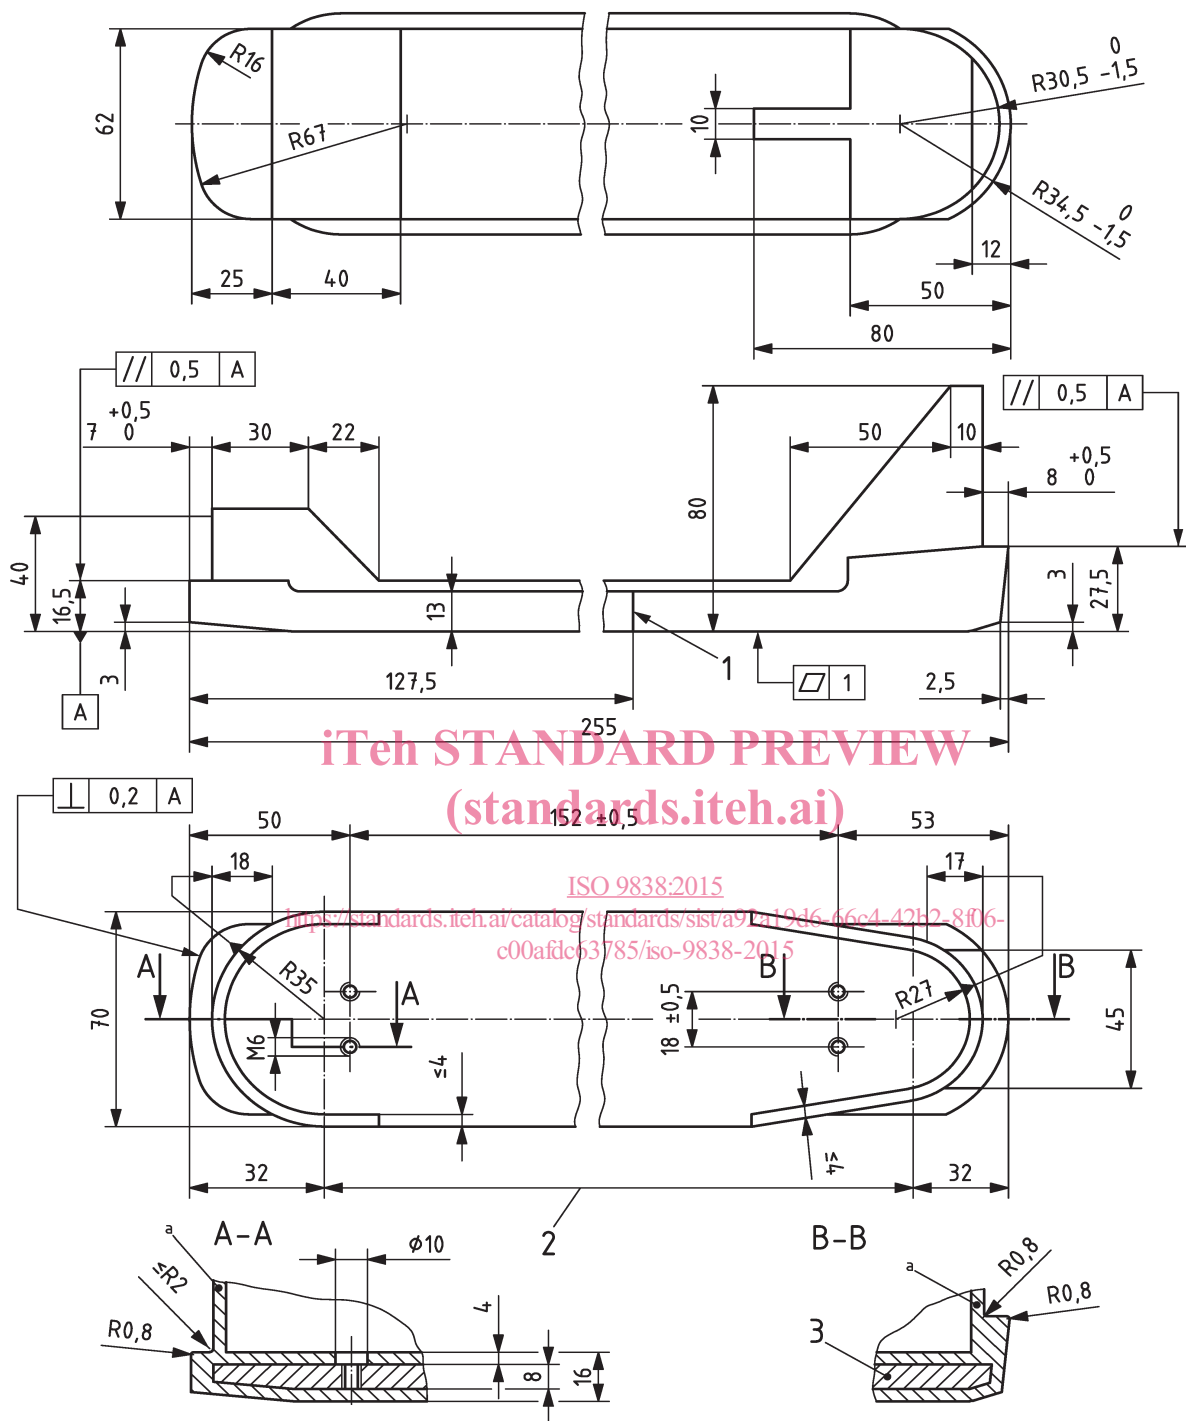 R16
R67
62
10
0
R30,5 -1,5
0
R34,5 -1,5
12
25
40
50
80
// 0,5 A
// 0,5 A
+0,5
7 0
30
22
50
10
+0,5
8 0
80
40
16,5
3
13
3
27,5
1
A
127,5
1
2,5
255
iTeh STANDARD PREVIEW
(standards.iteh.ai)
⊥ 0,2 A
50
152 ±0,5
53
18
17
ISO 9838:2015
https://standards.iteh.ai/catalog/standards/sist/a92a19d6-66c4-42b2-8f06-
c00afdc63785/iso-9838-2015
A
A
B
B
R35
R27
70
M6
≤4
18 ±0,5
45
≤4
32
32
2
A-A
B-B
a
≤R2
R0,8
ϕ10
4
8
16
a
R0,8
R0,8
3